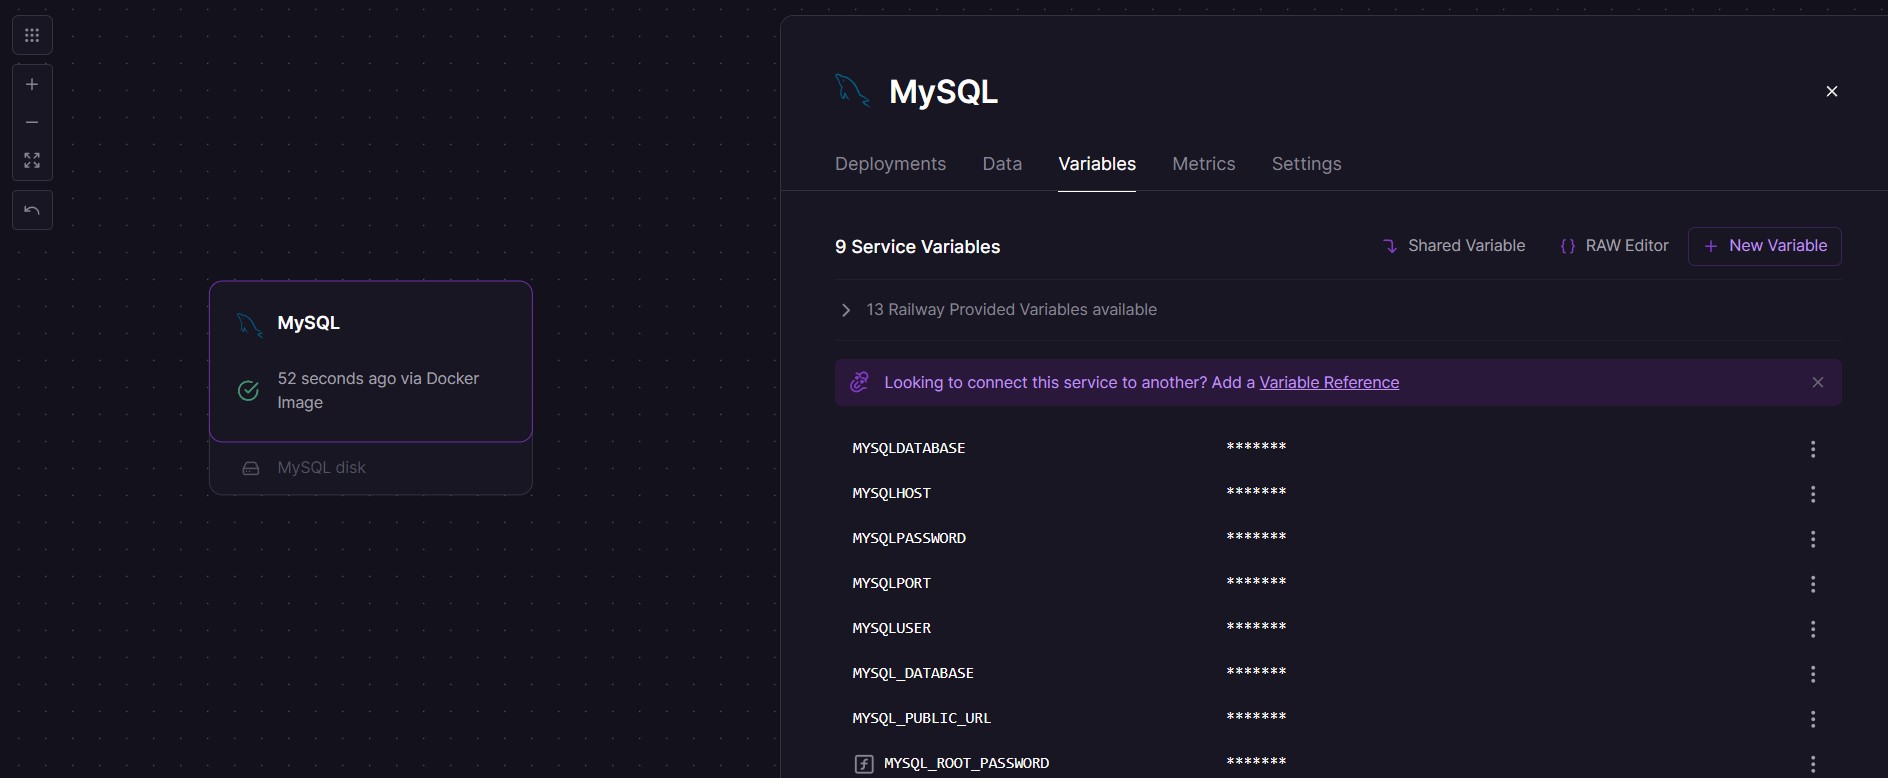 MySQL
52 seconds ago via Docker
Image
MySQL disk
MySQL
Deployments Data Variables Metrics Settings
9 Service Variables Shared Variable {} RAW Editor + New Variable
13 Railway Provided Variables available
Looking to connect this service to another? Add a Variable Reference
MYSQLDATABASE *******
MYSQLHOST *******
MYSQLPASSWORD *******
MYSQLPORT *******
MYSQLUSER *******
MYSQL_DATABASE *******
MYSQL_PUBLIC_URL *******
MYSQL_ROOT_PASSWORD *******